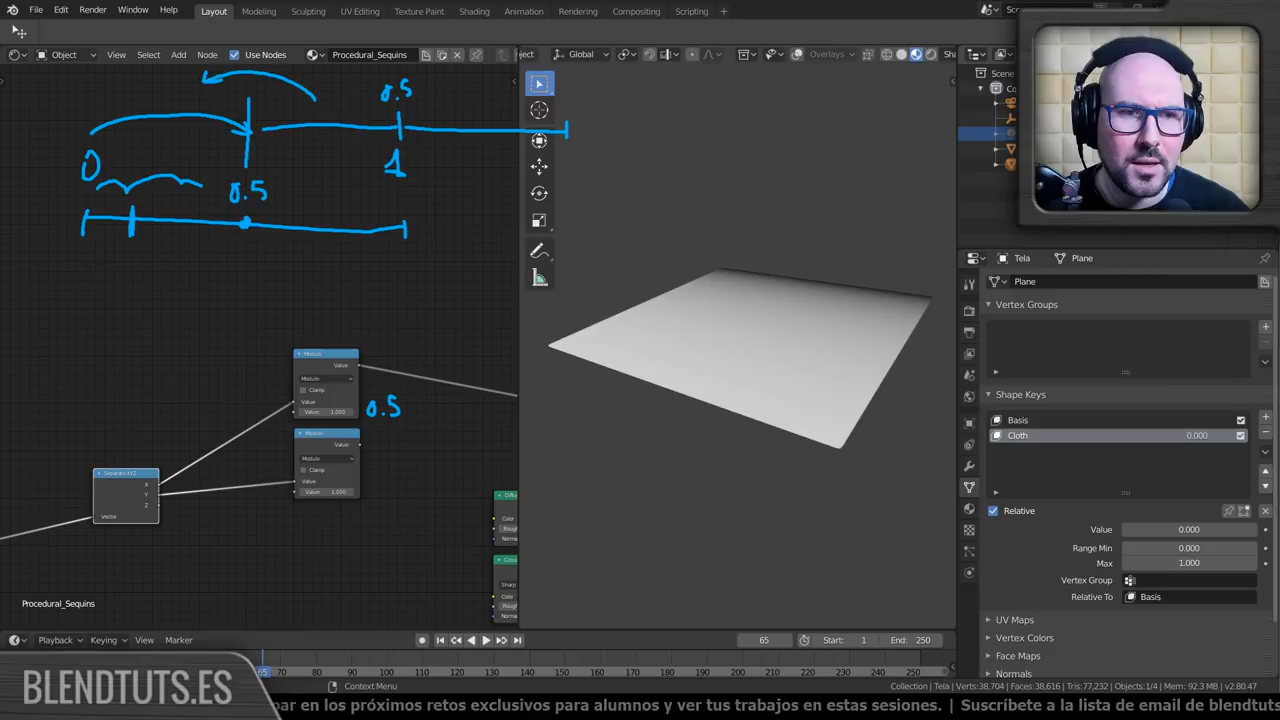 File Edit Render Window Help Layout Modeling Sculpting UV Editing Texture Paint Shading Animation Rendering Compositing Scripting
Object View Select Add Node Use Nodes Procedural_Sequins
Global Overlays
Scene
0.5
0 1
0.5
Tela Plane
Plane
Vertex Groups
Modulo
Value
Modulo
Clamp
Value
Value: 1.000
0.5
Modulo
Value
Modulo
Clamp
Value
Value: 1.000
Separate XYZ
X
Y
Z
Vector
Color
Normal
Sharp
Color
Normal
Shape Keys
Basis
Cloth 0.000
Relative
Value 0.000
Range Min 0.000
Max 1.000
Vertex Group
Relative To Basis
UV Maps
Vertex Colors
Face Maps
Normals
Procedural_Sequins
Playback Keying View Marker 65 Start: 1 End: 250
65 70 80 90 100 110 120 130 140 150 160 170 180 190 200 210 220 230 240 250
Context Menu Collection | Tela | Verts:38,704 | Faces:38,616 | Tris:77,232 | Objects:1/4 | Mem: 92.3 MB | v2.80.47
BLENDTUTS.ES
par en los próximos retos exclusivos para alumnos y ver tus trabajos en estas sesiones. | Suscríbete a la lista de email de blendtuts